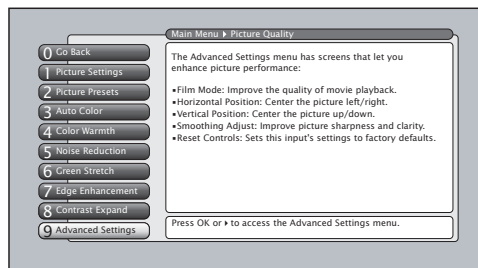 Main Menu ▸ Picture Quality
0 Go Back
1 Picture Settings
2 Picture Presets
3 Auto Color
4 Color Warmth
5 Noise Reduction
6 Green Stretch
7 Edge Enhancement
8 Contrast Expand
9 Advanced Settings
The Advanced Settings menu has screens that let you
enhance picture performance:
▪Film Mode: Improve the quality of movie playback.
▪Horizontal Position: Center the picture left/right.
▪Vertical Position: Center the picture up/down.
▪Smoothing Adjust: Improve picture sharpness and clarity.
▪Reset Controls: Sets this input's settings to factory defaults.
Press OK or ▸ to access the Advanced Settings menu.